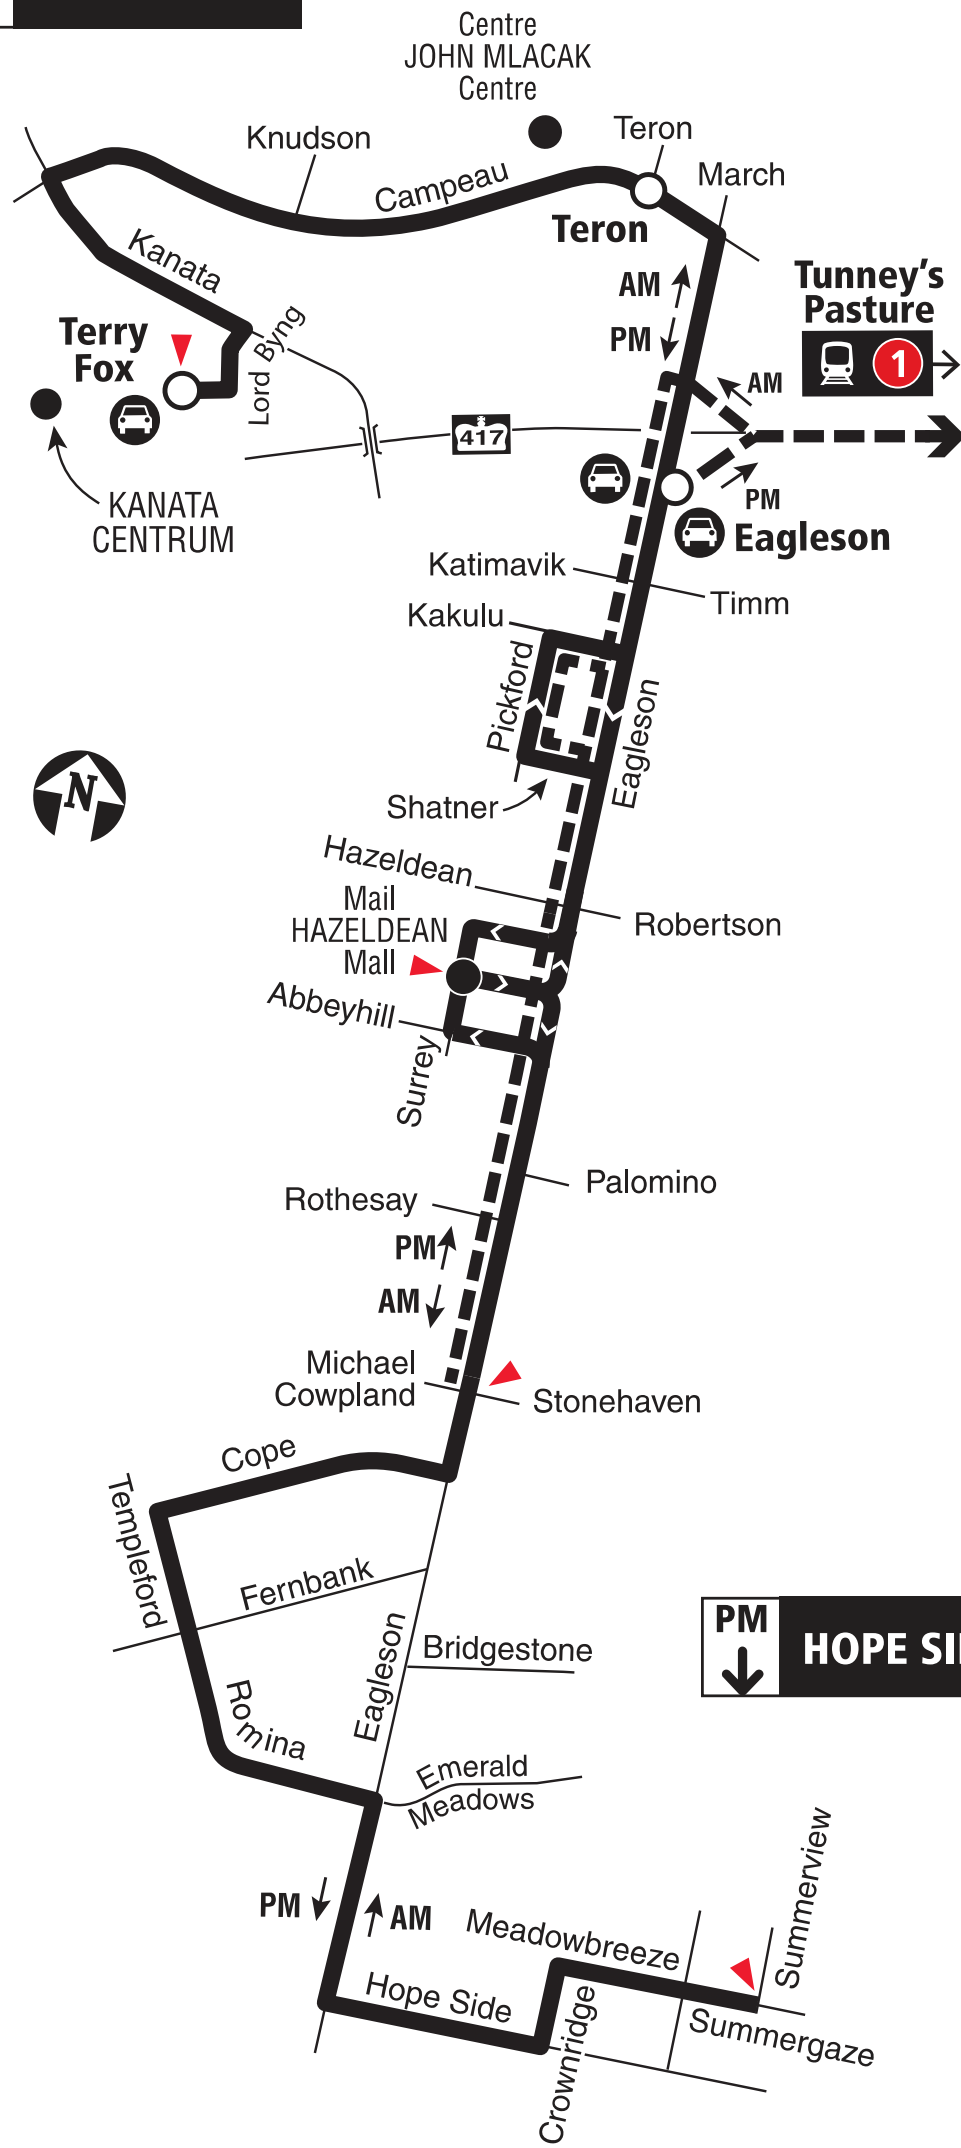 Centre
JOHN MLACAK
Centre
Knudson
Teron
Campeau
March
Teron
Kanata
AM
Tunney's
Pasture
1
Terry
Fox
Lord Byng
PM
AM
417
KANATA
CENTRUM
PM
Eagleson
Katimavik
Timm
Kakulu
Pickford
Eagleson
N
Shatner
Hazeldean
Mail
HAZELDEAN
Mall
Robertson
Abbeyhill
Surrey
Palomino
Rothesay
PM
AM
Michael
Cowpland
Stonehaven
Cope
Templeford
Fernbank
Eagleson
Bridgestone
PM
HOPE SI
Romina
Emerald
Meadows
Summerview
PM
AM
Meadowbreeze
Hope Side
Crownridge
Summergaze